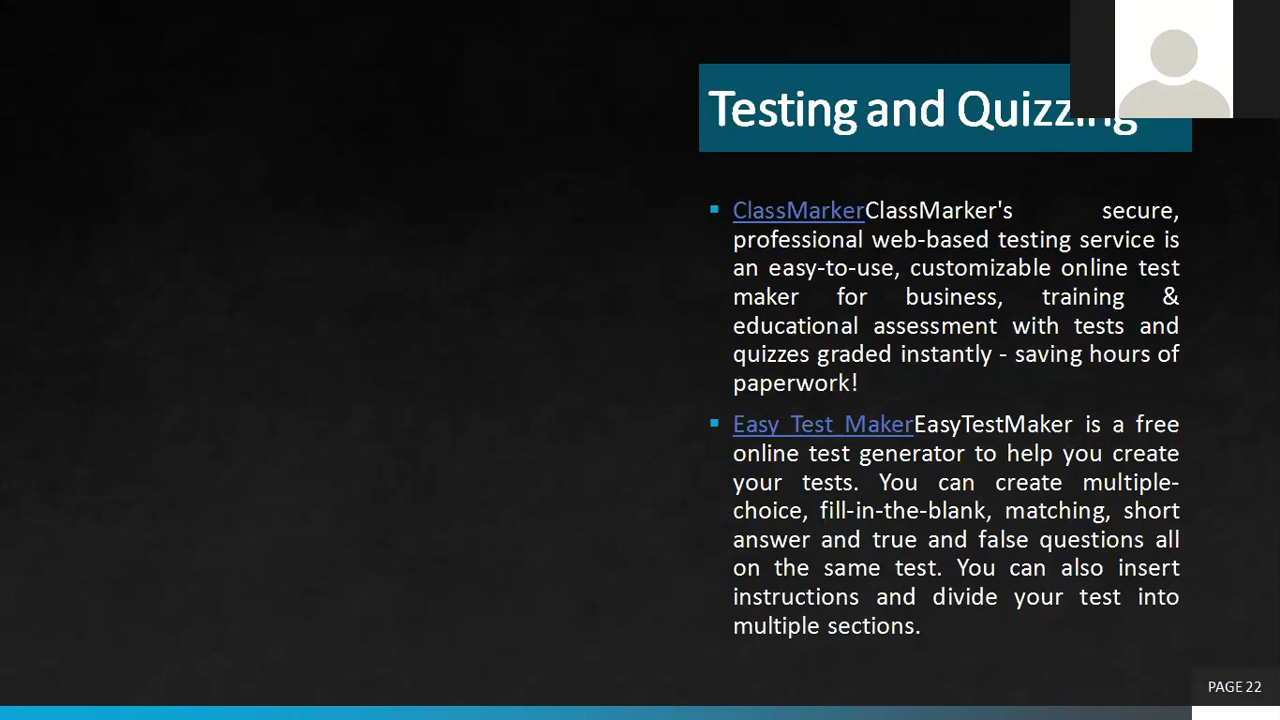 Testing and Quizzing
ClassMarkerClassMarker's secure,
professional web-based testing service is
an easy-to-use, customizable online test
maker for business, training &
educational assessment with tests and
quizzes graded instantly - saving hours of
paperwork!
Easy Test MakerEasyTestMaker is a free
online test generator to help you create
your tests. You can create multiple-
choice, fill-in-the-blank, matching, short
answer and true and false questions all
on the same test. You can also insert
instructions and divide your test into
multiple sections.
PAGE 22